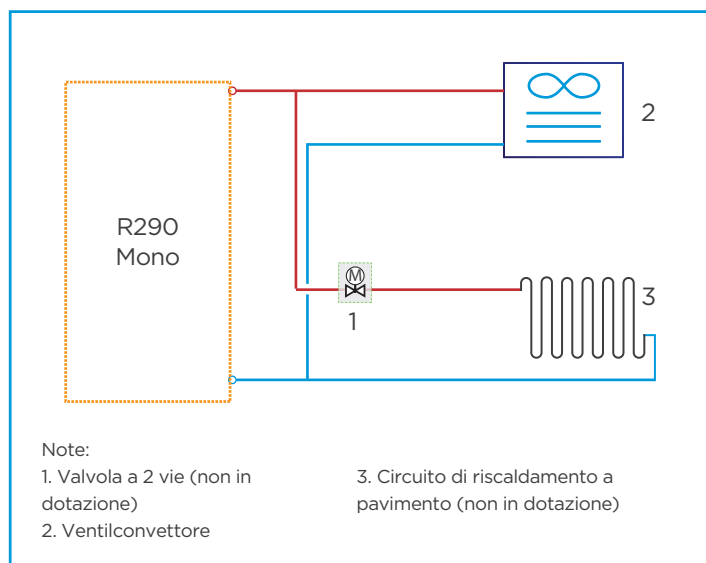 R290
Mono
2
M
3
1
Note:
1. Valvola a 2 vie (non in
dotazione)
2. Ventilconvettore
3. Circuito di riscaldamento a
pavimento (non in dotazione)